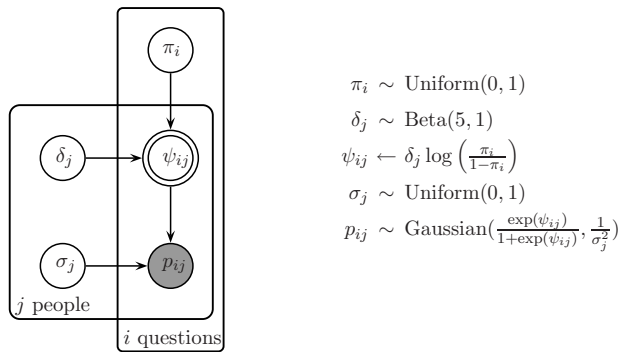 π_i
δ_j
ψ_ij
σ_j
p_ij
j people
i questions
π_i ∼ Uniform(0, 1)
δ_j ∼ Beta(5, 1)
ψ_ij ← δ_j log (π_i / 1−π_i)
σ_j ∼ Uniform(0, 1)
p_ij ∼ Gaussian(exp(ψ_ij) / 1+exp(ψ_ij), 1 / σ_j^2)